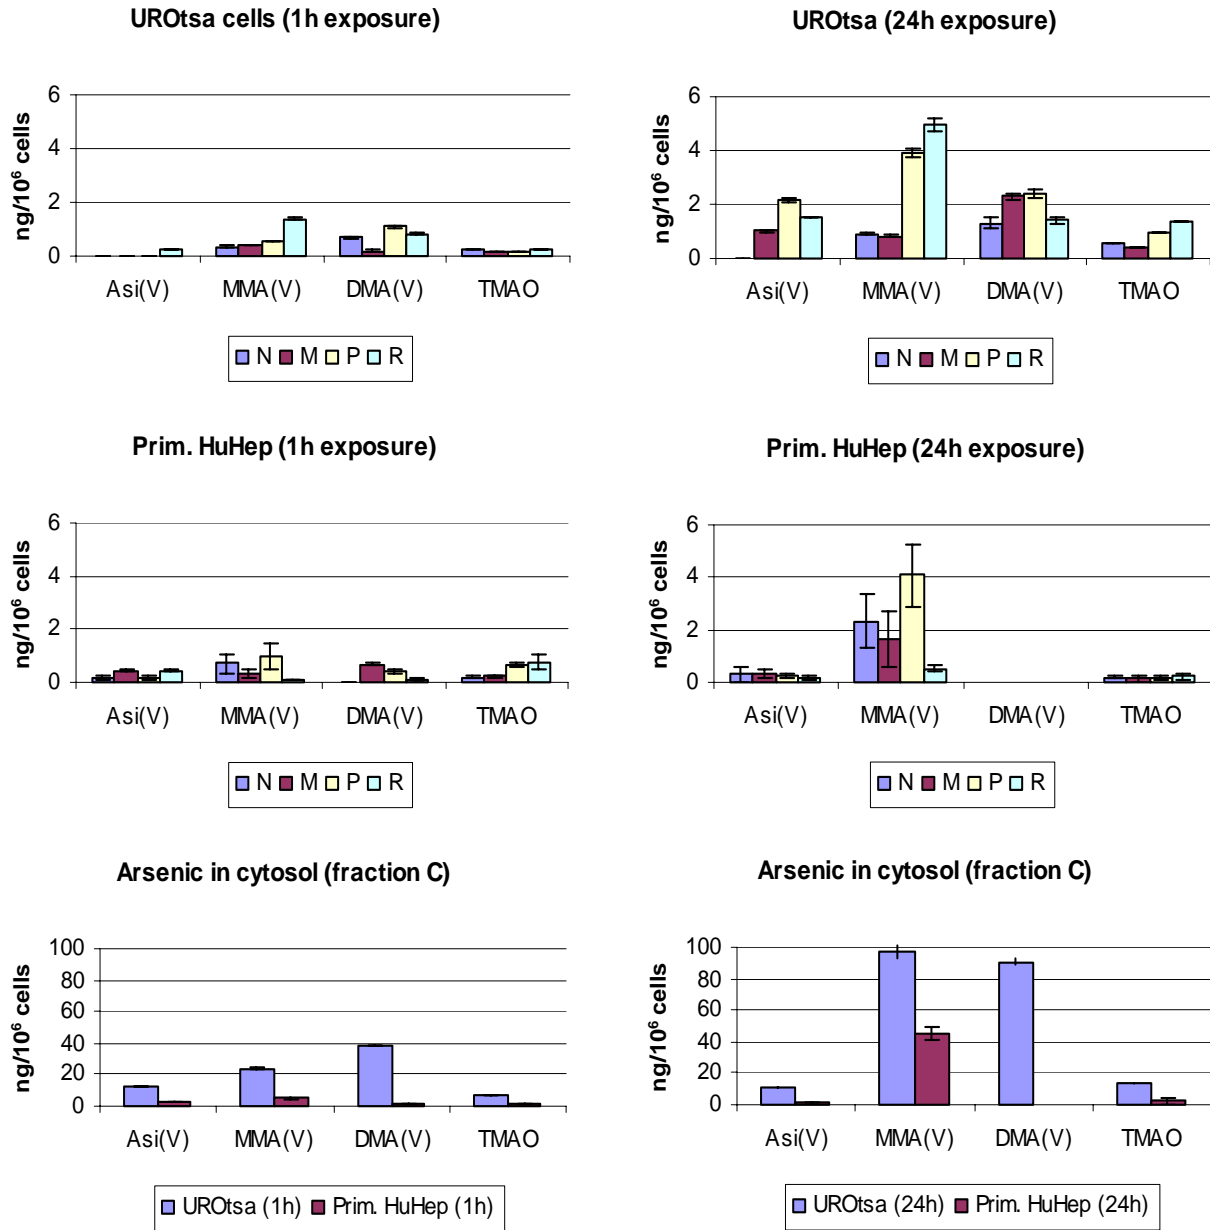 UROtsa cells (1h exposure)
ng/10⁶ cells
6
4
2
0
Asi(V) MMA(V) DMA(V) TMAO
N M P R
UROtsa (24h exposure)
ng/10⁶ cells
6
4
2
0
Asi(V) MMA(V) DMA(V) TMAO
N M P R
Prim. HuHep (1h exposure)
ng/10⁶ cells
6
4
2
0
Asi(V) MMA(V) DMA(V) TMAO
N M P R
Prim. HuHep (24h exposure)
ng/10⁶ cells
6
4
2
0
Asi(V) MMA(V) DMA(V) TMAO
N M P R
Arsenic in cytosol (fraction C)
ng/10⁶ cells
100
80
60
40
20
0
Asi(V) MMA(V) DMA(V) TMAO
UROtsa (1h) Prim. HuHep (1h)
Arsenic in cytosol (fraction C)
ng/10⁶ cells
100
80
60
40
20
0
Asi(V) MMA(V) DMA(V) TMAO
UROtsa (24h) Prim. HuHep (24h)